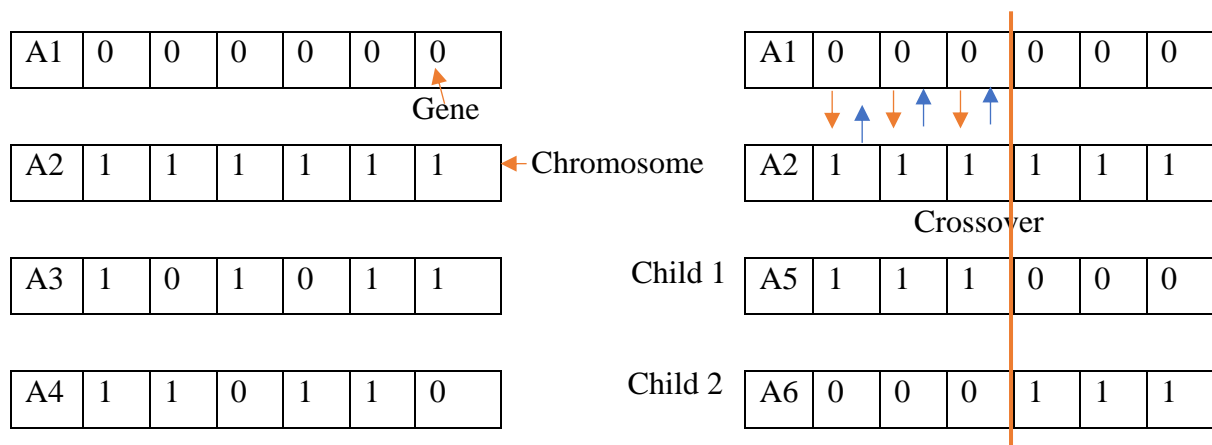 A1 0 0 0 0 0 0
Gene
A2 1 1 1 1 1 1
Chromosome
A3 1 0 1 0 1 1
A4 1 1 0 1 1 0
A1 0 0 0 0 0 0
A2 1 1 1 1 1 1
Crossover
Child 1 A5 1 1 1 0 0 0
Child 2 A6 0 0 0 1 1 1